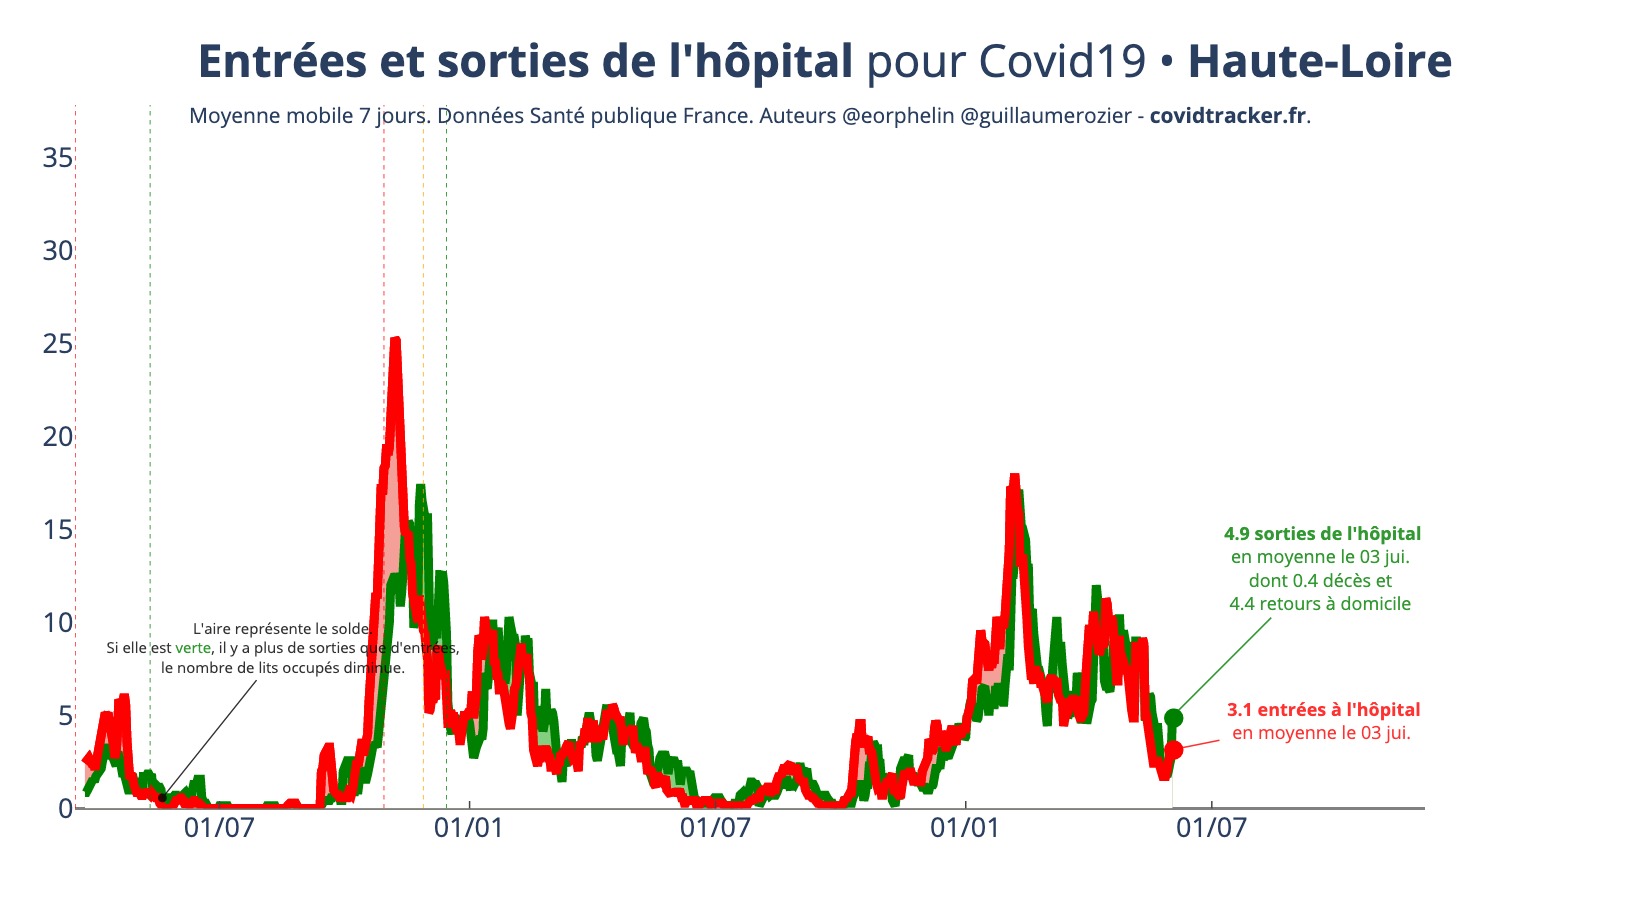 Entrées et sorties de l'hôpital pour Covid19 • Haute-Loire
Moyenne mobile 7 jours. Données Santé publique France. Auteurs @eorphelin @guillaumerozier - covidtracker.fr.
35
30
25
20
15
10
5
0
L'aire représente le solde.
Si elle est verte, il y a plus de sorties que d'entrées,
le nombre de lits occupés diminue.
4.9 sorties de l'hôpital
en moyenne le 03 jui.
dont 0.4 décès et
4.4 retours à domicile
3.1 entrées à l'hôpital
en moyenne le 03 jui.
01/07 01/01 01/07 01/01 01/07